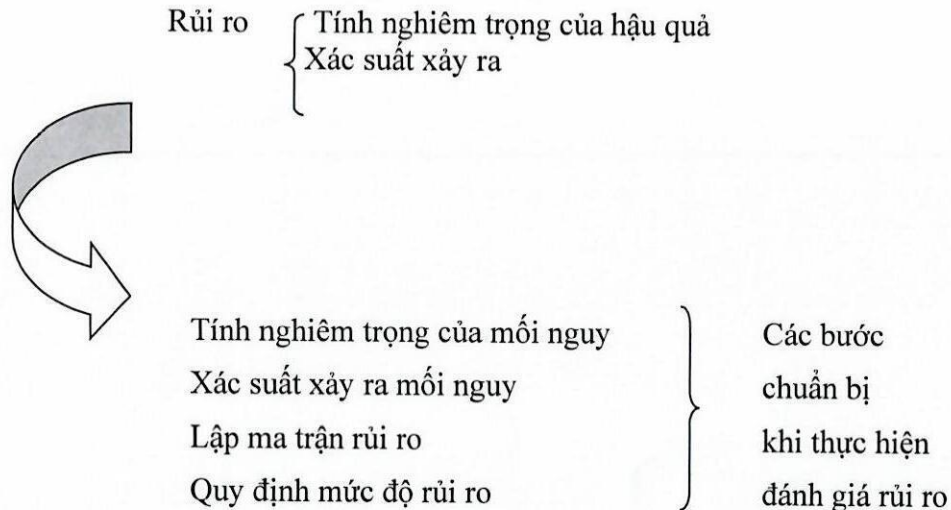 Rủi ro
Tính nghiêm trọng của hậu quả
Xác suất xảy ra
Tính nghiêm trọng của mối nguy
Xác suất xảy ra mối nguy
Lập ma trận rủi ro
Quy định mức độ rủi ro
Các bước
chuẩn bị
khi thực hiện
đánh giá rủi ro